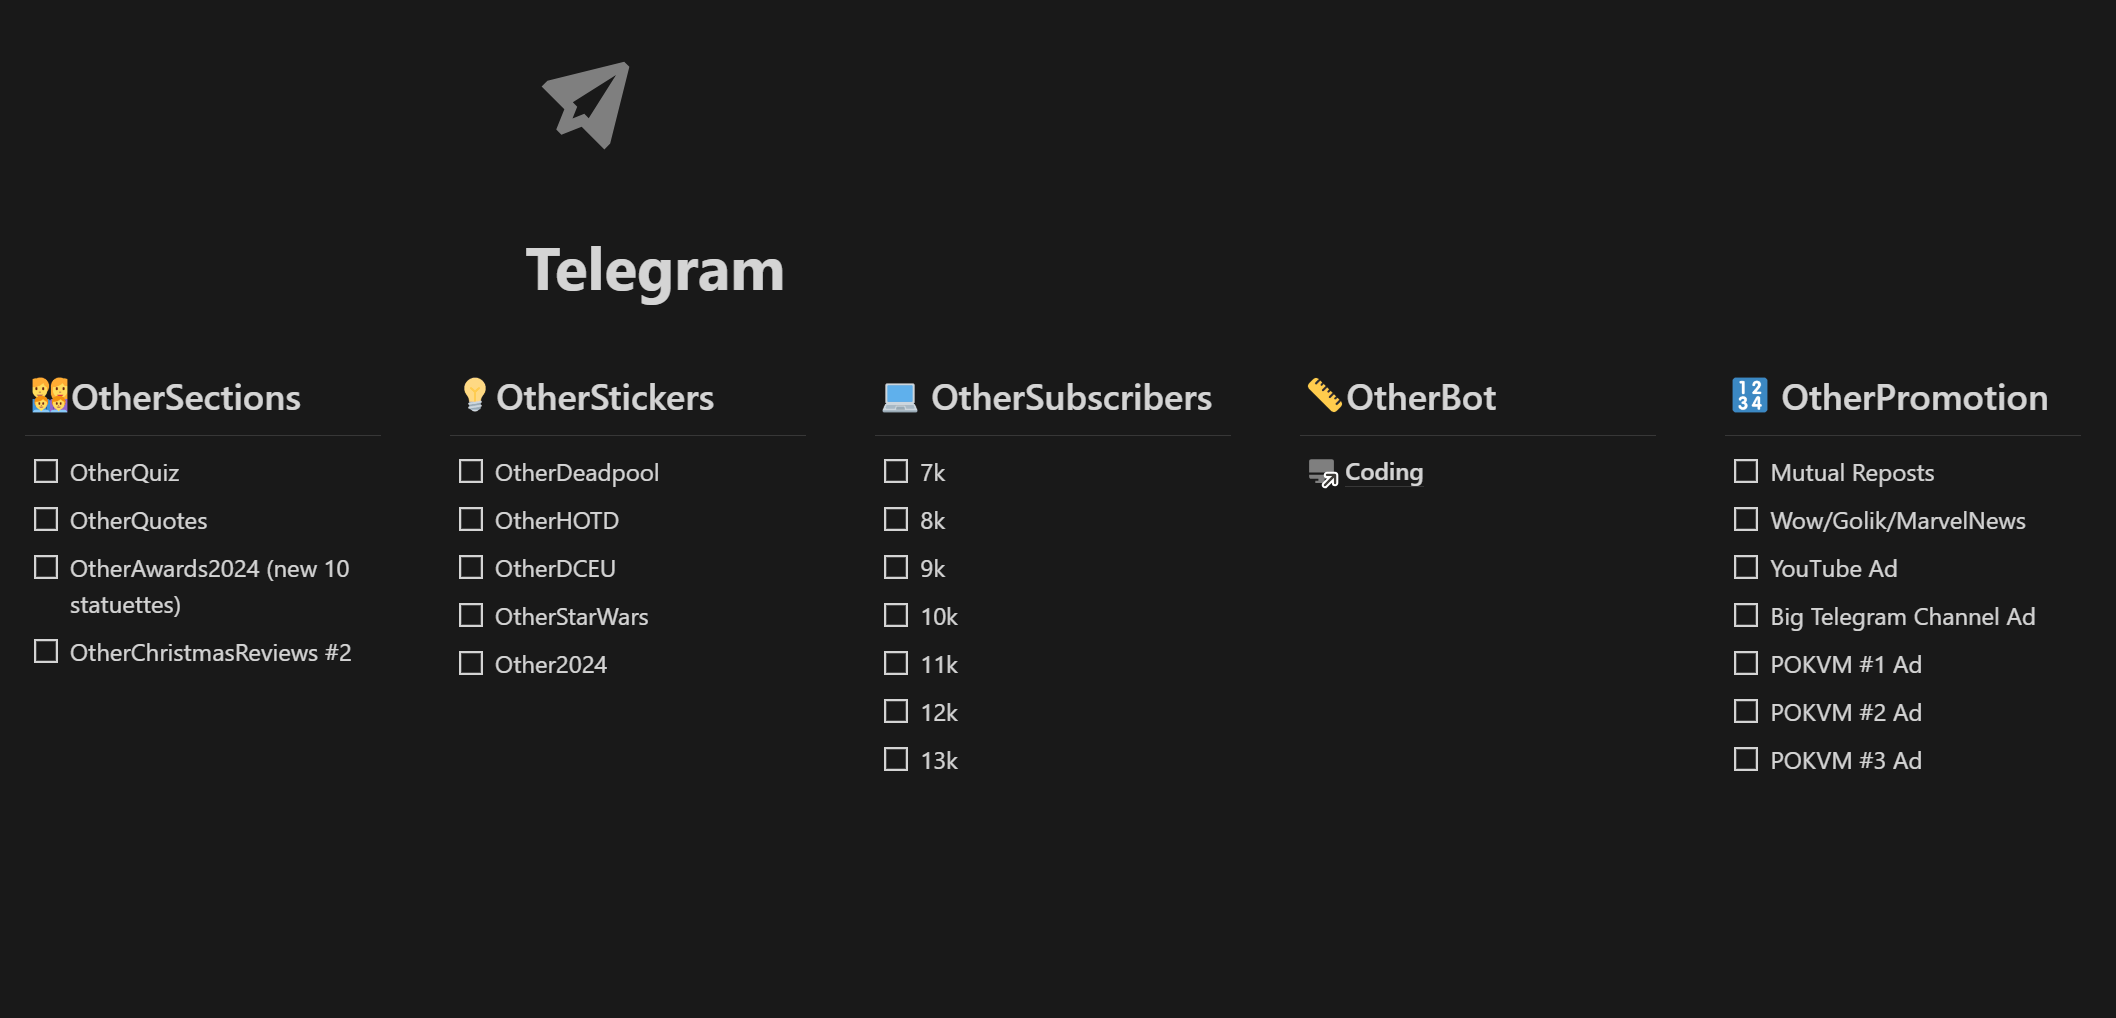 Telegram
OtherSections
OtherQuiz
OtherQuotes
OtherAwards2024 (new 10
statuettes)
OtherChristmasReviews #2
OtherStickers
OtherDeadpool
OtherHOTD
OtherDCEU
OtherStarWars
Other2024
OtherSubscribers
7k
8k
9k
10k
11k
12k
13k
OtherBot
Coding
OtherPromotion
Mutual Reposts
Wow/Golik/MarvelNews
YouTube Ad
Big Telegram Channel Ad
POKVM #1 Ad
POKVM #2 Ad
POKVM #3 Ad